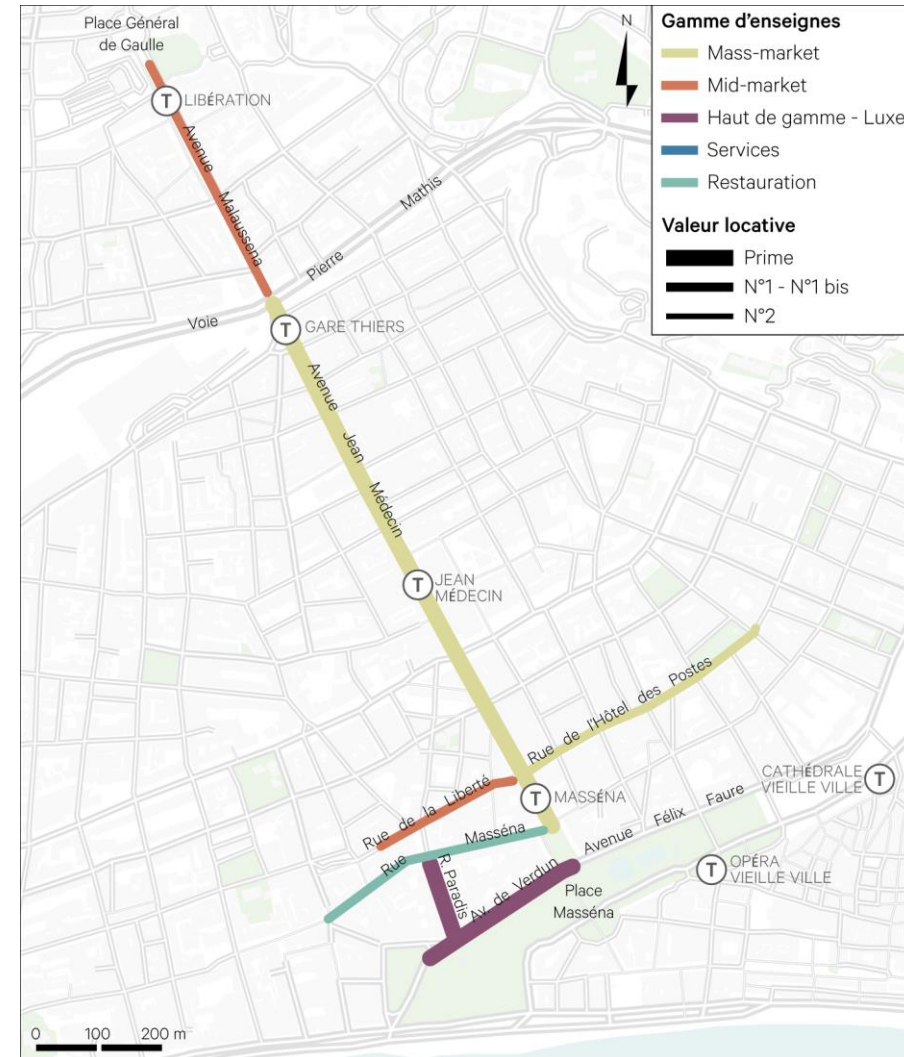 Place Général
de Gaulle
T LIBÉRATION
Avenue Malaussena
Voie Pierre Mathis
T GARE THIERS
Avenue Jean Médecin
T JEAN
MÉDECIN
Rue de l'Hôtel des Postes
Rue de la Liberté
T MASSÉNA
Rue Masséna
R. Paradis
Av. de Verdun
Avenue Félix Faure
Place
Masséna
CATHÉDRALE
VIEILLE VILLE T
T OPÉRA
VIEILLE VILLE
N
Gamme d'enseignes
Mass-market
Mid-market
Haut de gamme - Luxe
Services
Restauration
Valeur locative
Prime
N°1 - N°1 bis
N°2
0 100 200 m